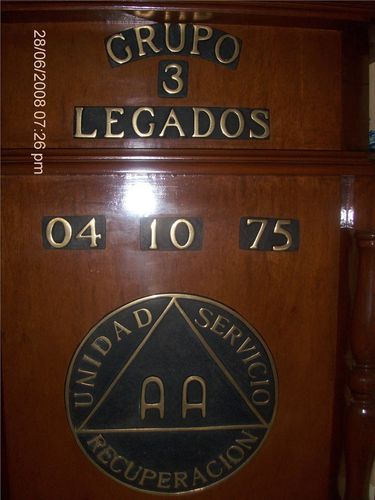 28/06/2008 07:26 pm
GRUPO
3
LEGADOS
04 10 75
UNIDAD SERVICIO
AA
RECUPERACION